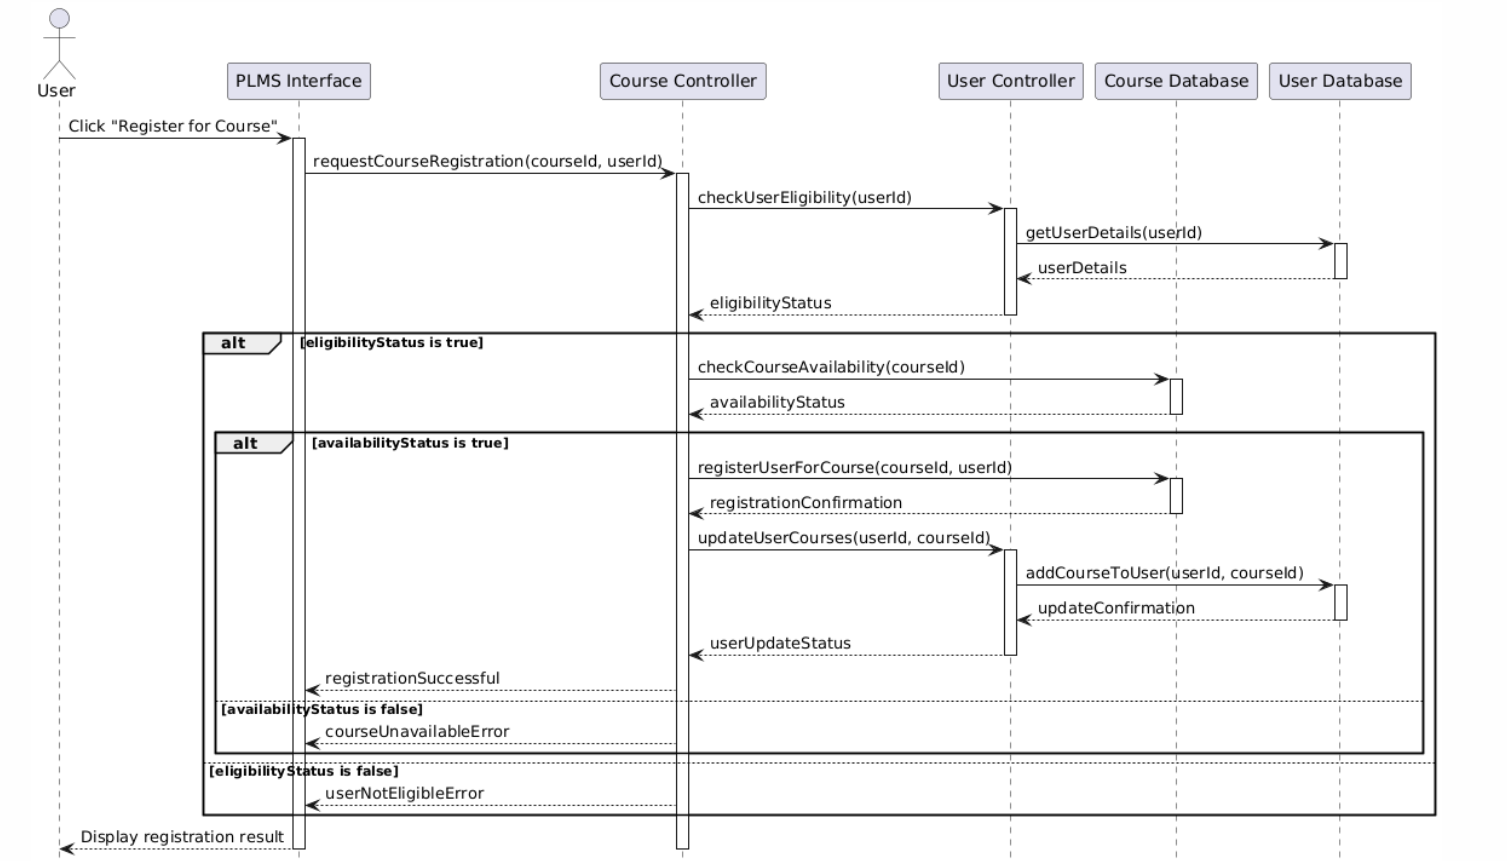 User
PLMS Interface
Course Controller
User Controller
Course Database
User Database
Click "Register for Course"
requestCourseRegistration(courseId, userId)
checkUserEligibility(userId)
getUserDetails(userId)
userDetails
eligibilityStatus
alt [eligibilityStatus is true]
checkCourseAvailability(courseId)
availabilityStatus
alt [availabilityStatus is true]
registerUserForCourse(courseId, userId)
registrationConfirmation
updateUserCourses(userId, courseId)
addCourseToUser(userId, courseId)
updateConfirmation
userUpdateStatus
registrationSuccessful
[availabilityStatus is false]
courseUnavailableError
[eligibilityStatus is false]
userNotEligibleError
Display registration result